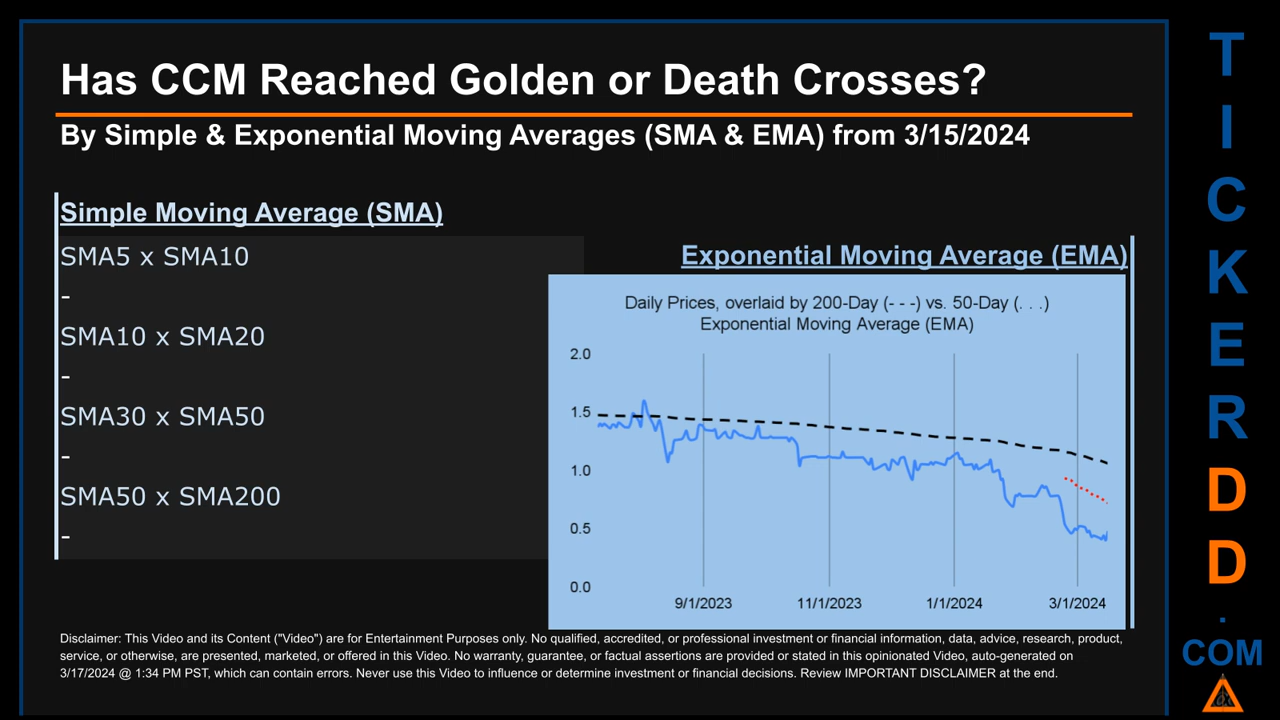 Has CCM Reached Golden or Death Crosses?
By Simple & Exponential Moving Averages (SMA & EMA) from 3/15/2024
Simple Moving Average (SMA)
SMA5 x SMA10
-
SMA10 x SMA20
-
SMA30 x SMA50
-
SMA50 x SMA200
-
Exponential Moving Average (EMA)
Daily Prices, overlaid by 200-Day (- - -) vs. 50-Day (. . .)
Exponential Moving Average (EMA)
2.0
1.5
1.0
0.5
0.0
9/1/2023 11/1/2023 1/1/2024 3/1/2024
Disclaimer: This Video and its Content ("Video") are for Entertainment Purposes only. No qualified, accredited, or professional investment or financial information, data, advice, research, product,
service, or otherwise, are presented, marketed, or offered in this Video. No warranty, guarantee, or factual assertions are provided or stated in this opinionated Video, auto-generated on
3/17/2024 @ 1:34 PM PST, which can contain errors. Never use this Video to influence or determine investment or financial decisions. Review IMPORTANT DISCLAIMER at the end.
T
I
C
K
E
R
D
D
.
COM